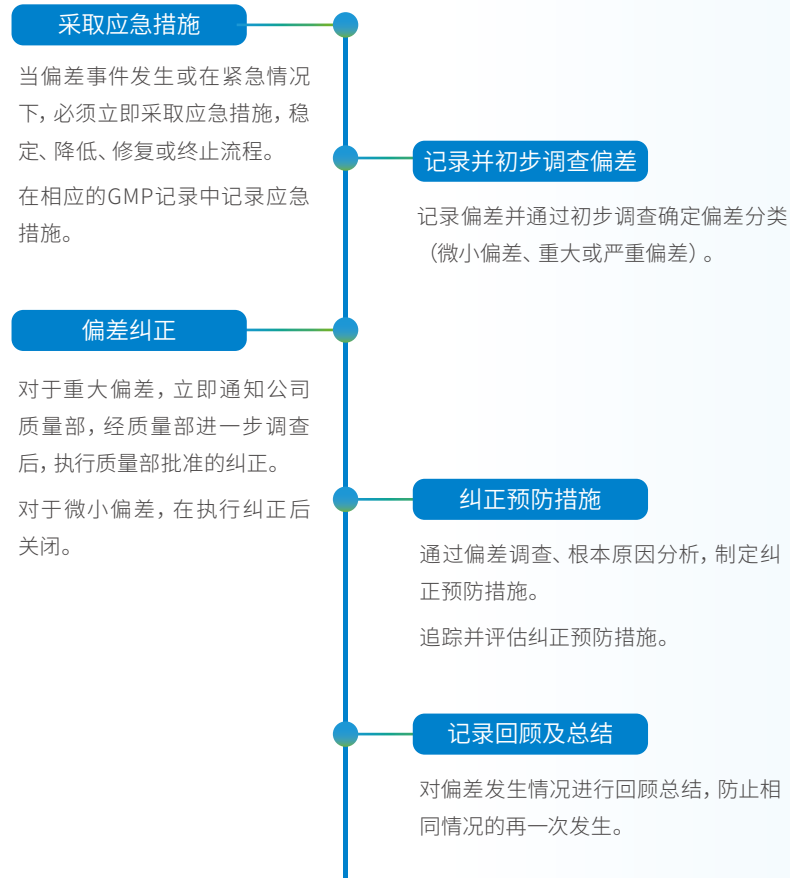 采取应急措施
当偏差事件发生或在紧急情况
下，必须立即采取应急措施，稳
定、降低、修复或终止流程。
在相应的GMP记录中记录应急
措施。
记录并初步调查偏差
记录偏差并通过初步调查确定偏差分类
（微小偏差、重大或严重偏差）。
偏差纠正
对于重大偏差，立即通知公司
质量部，经质量部进一步调查
后，执行质量部批准的纠正。
对于微小偏差，在执行纠正后
关闭。
纠正预防措施
通过偏差调查、根本原因分析，制定纠
正预防措施。
追踪并评估纠正预防措施。
记录回顾及总结
对偏差发生情况进行回顾总结，防止相
同情况的再一次发生。